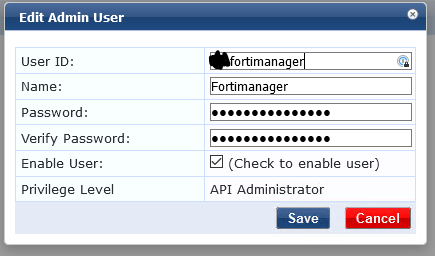 Edit Admin User
User ID: fortimanager
Name: Fortimanager
Password: ●●●●●●●●●●●●●●●
Verify Password: ●●●●●●●●●●●●●●●
Enable User: (Check to enable user)
Privilege Level API Administrator
Save Cancel